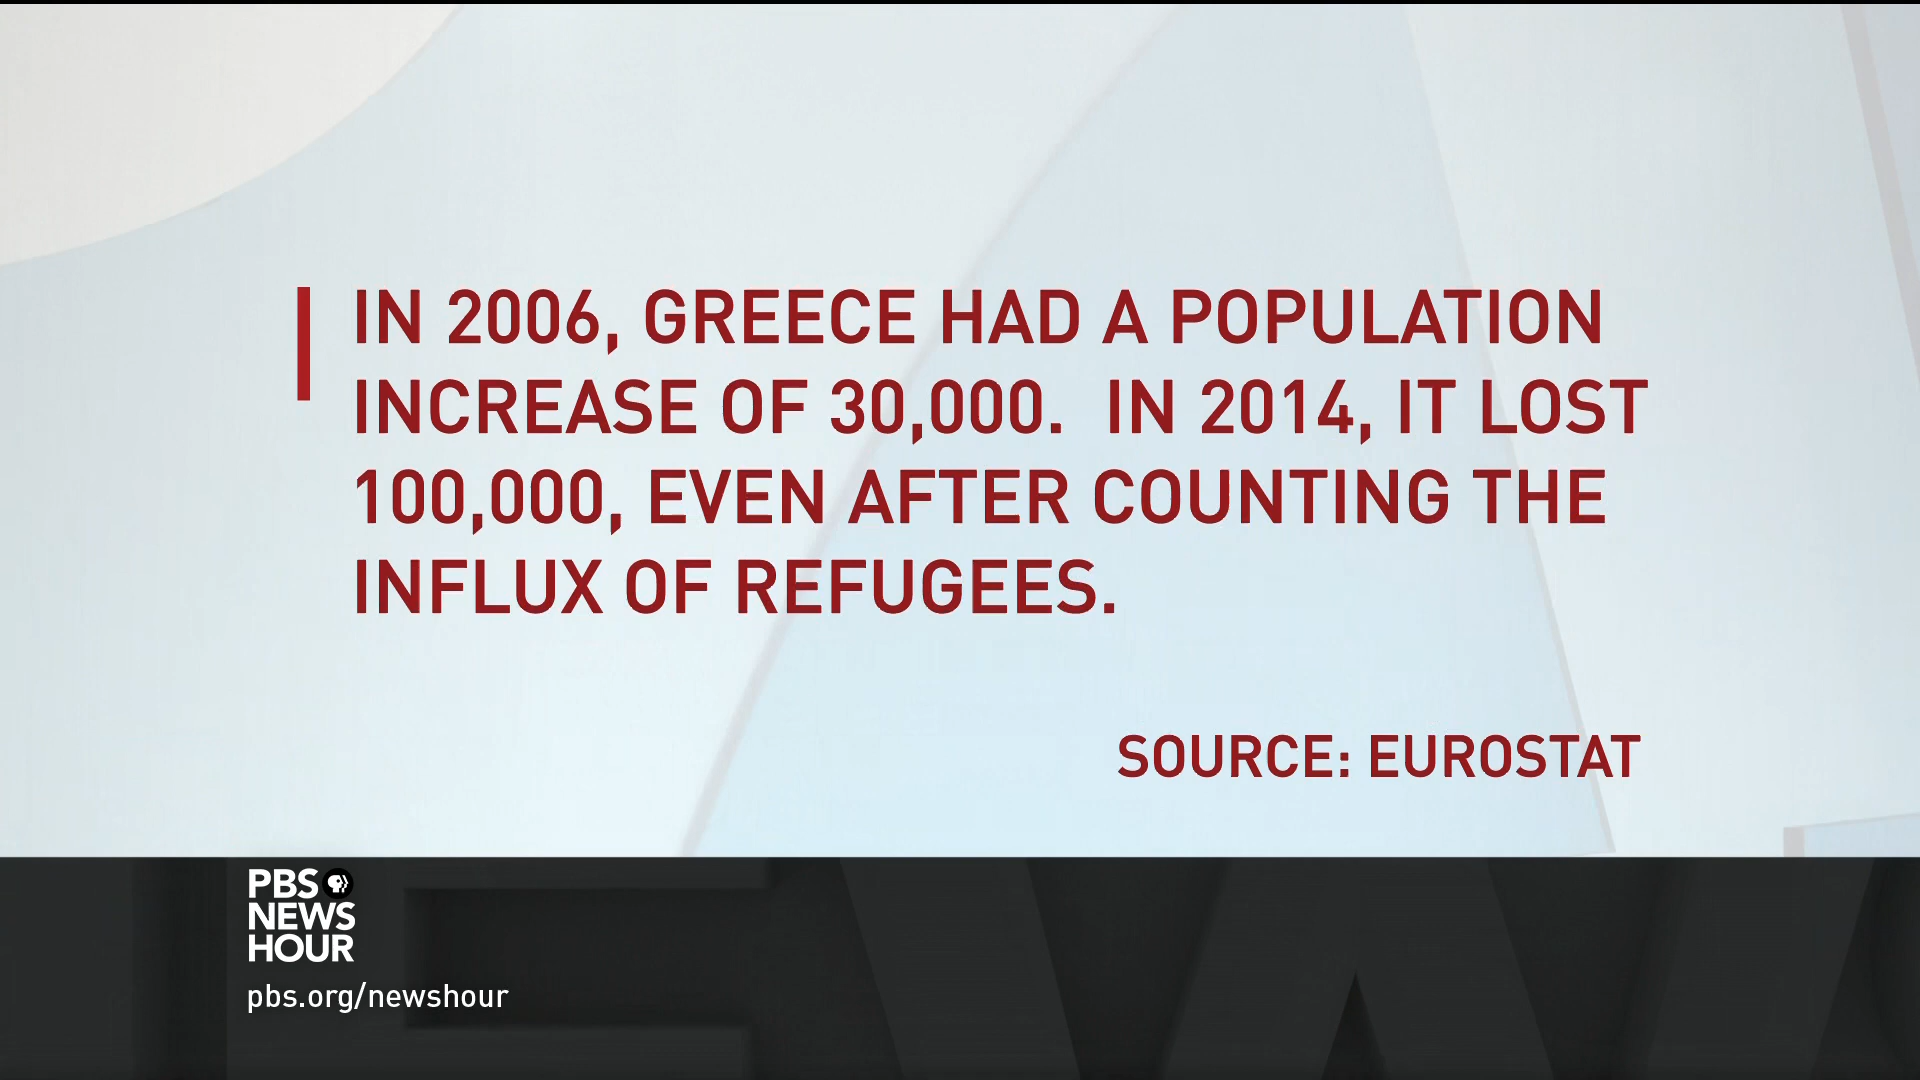 IN 2006, GREECE HAD A POPULATION
INCREASE OF 30,000.  IN 2014, IT LOST
100,000, EVEN AFTER COUNTING THE
INFLUX OF REFUGEES.
SOURCE: EUROSTAT
PBS
NEWS
HOUR
pbs.org/newshour